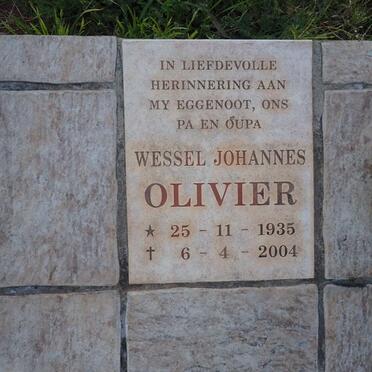 IN LIEFDEVOLLE
HERINNERING AAN
MY EGGENOOT, ONS
PA EN OUPA
WESSEL JOHANNES
OLIVIER
★ 25 - 11 - 1935
✝ 6 - 4 - 2004